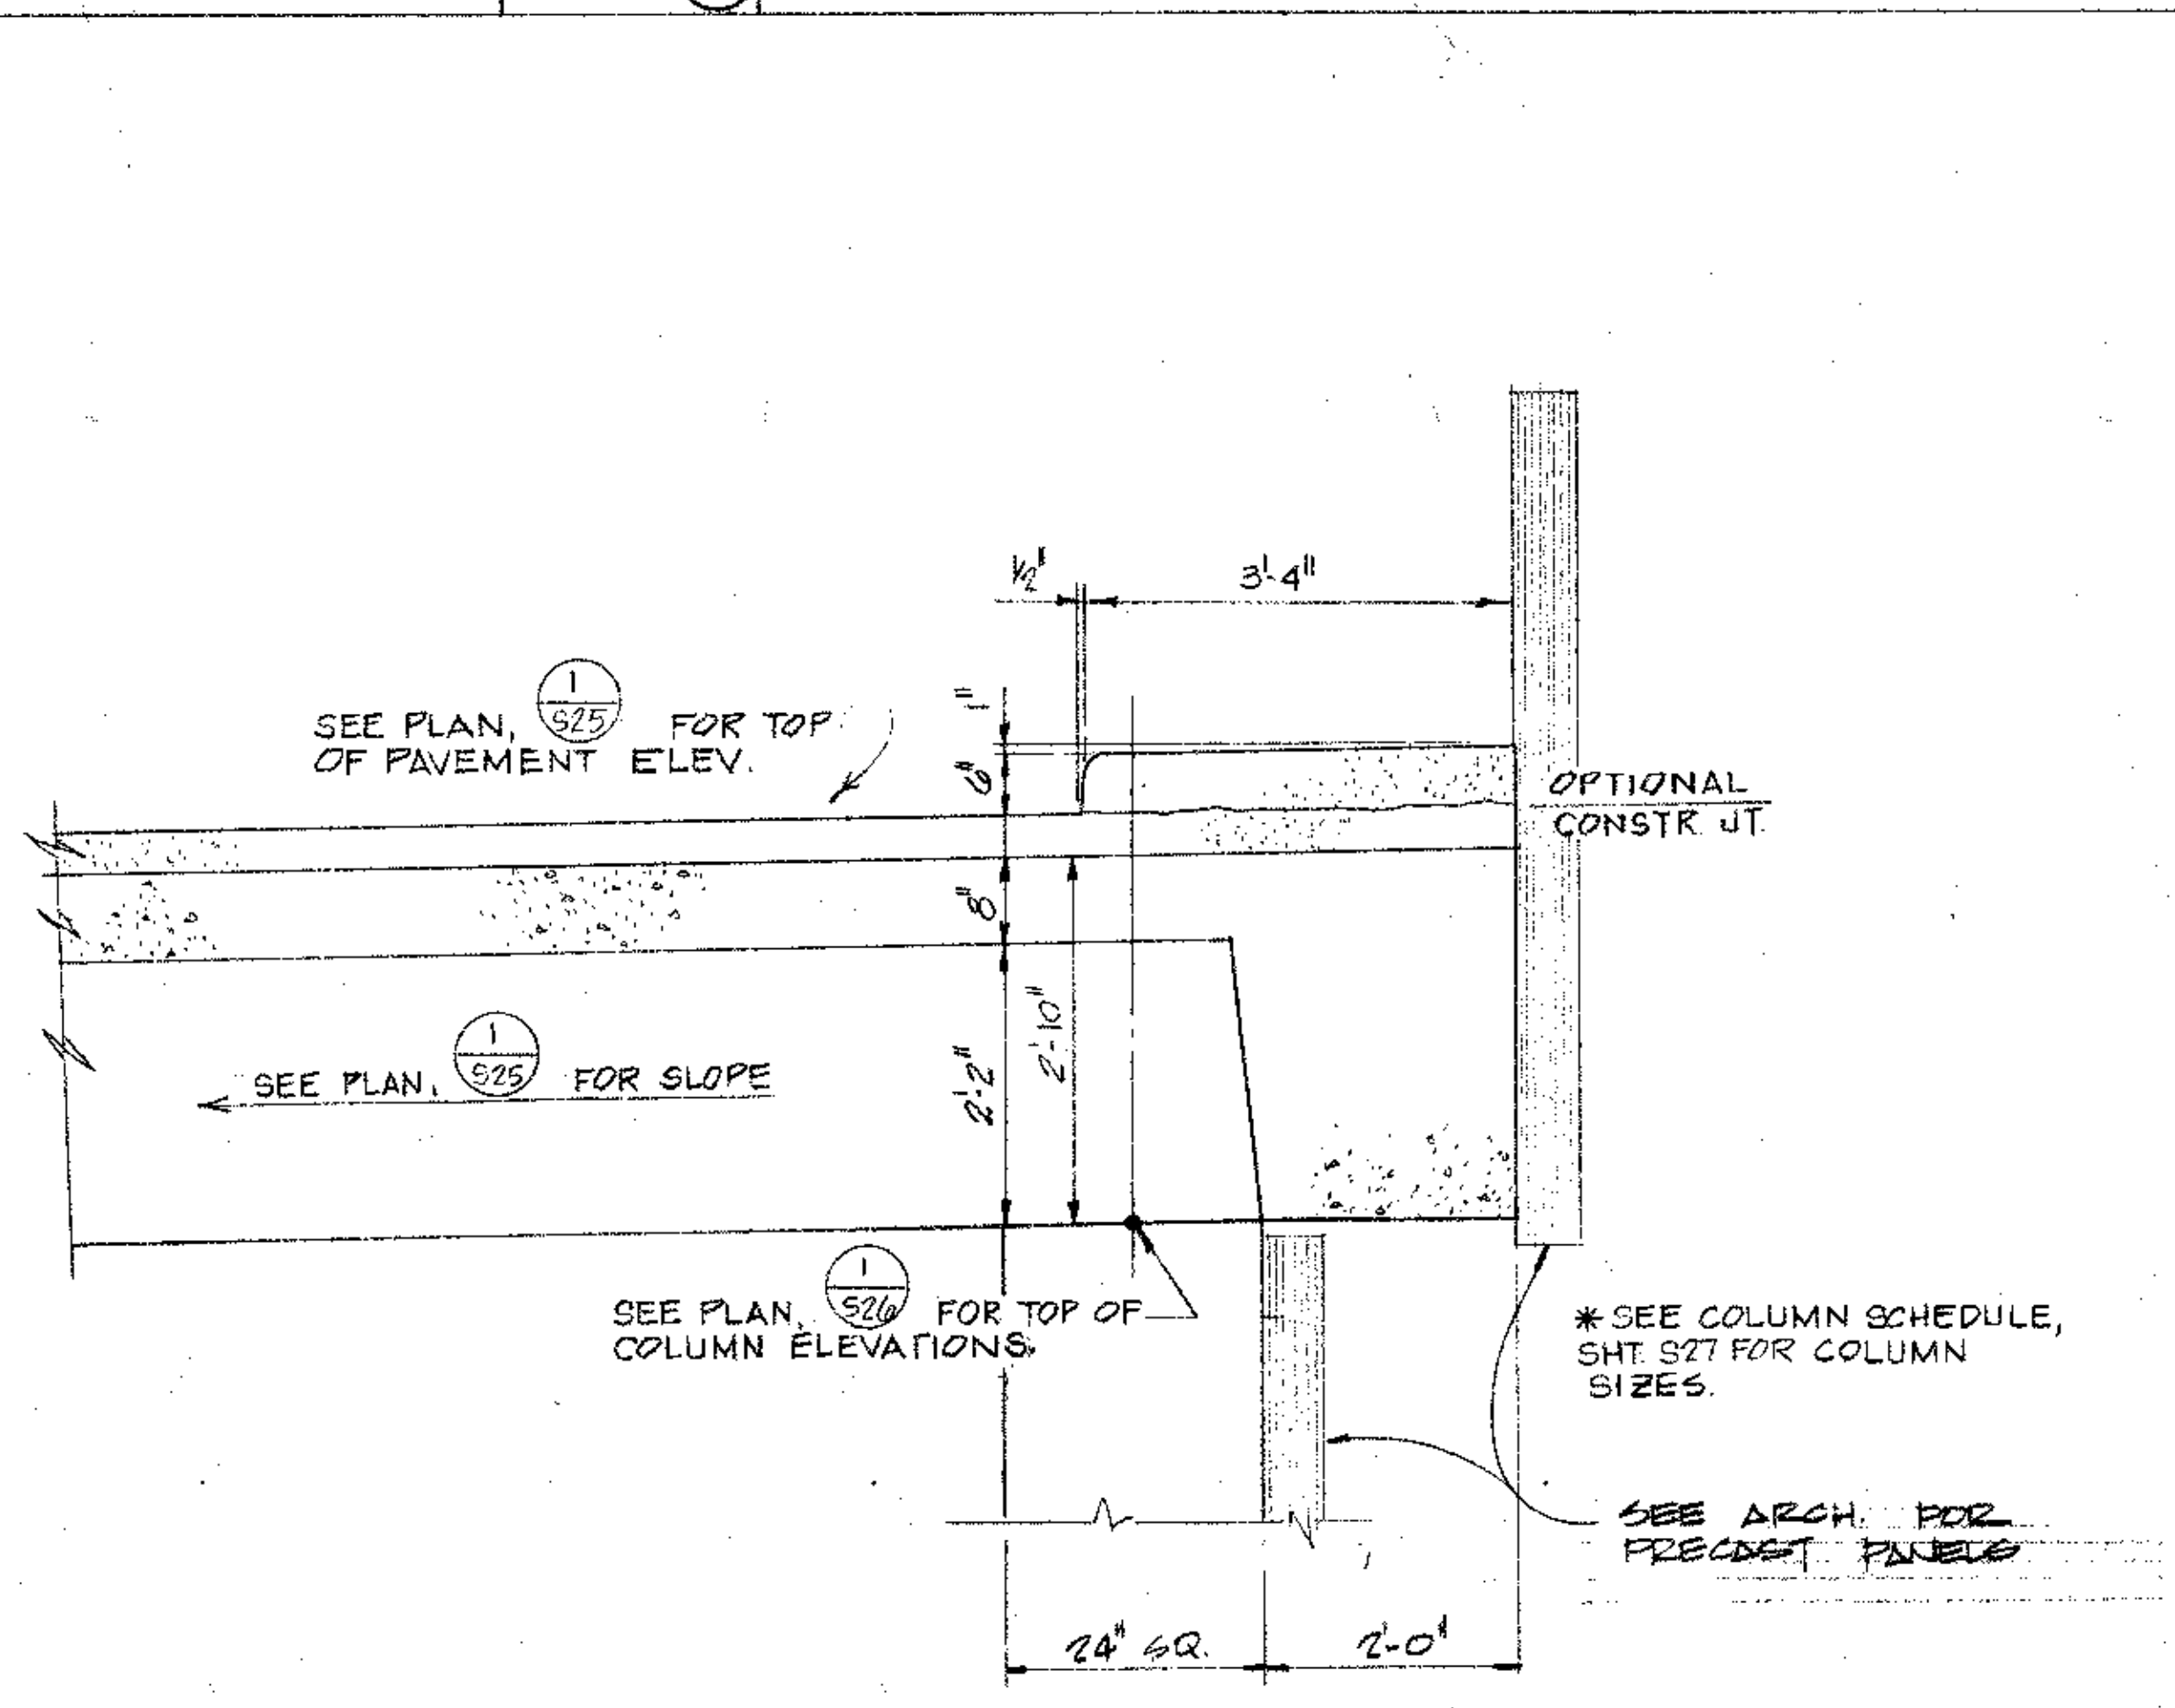 1/2"
3'-4"
SEE PLAN, 1/S25 FOR TOP
OF PAVEMENT ELEV.
1"
6"
OPTIONAL
CONSTR. JT.
8"
2'-10"
2'-2"
SEE PLAN, 1/S25 FOR SLOPE
SEE PLAN, 1/S26 FOR TOP OF
COLUMN ELEVATIONS.
* SEE COLUMN SCHEDULE,
SHT. S27 FOR COLUMN
SIZES.
SEE ARCH. FOR
PRECAST PANELS
24" SQ.
2'-0"